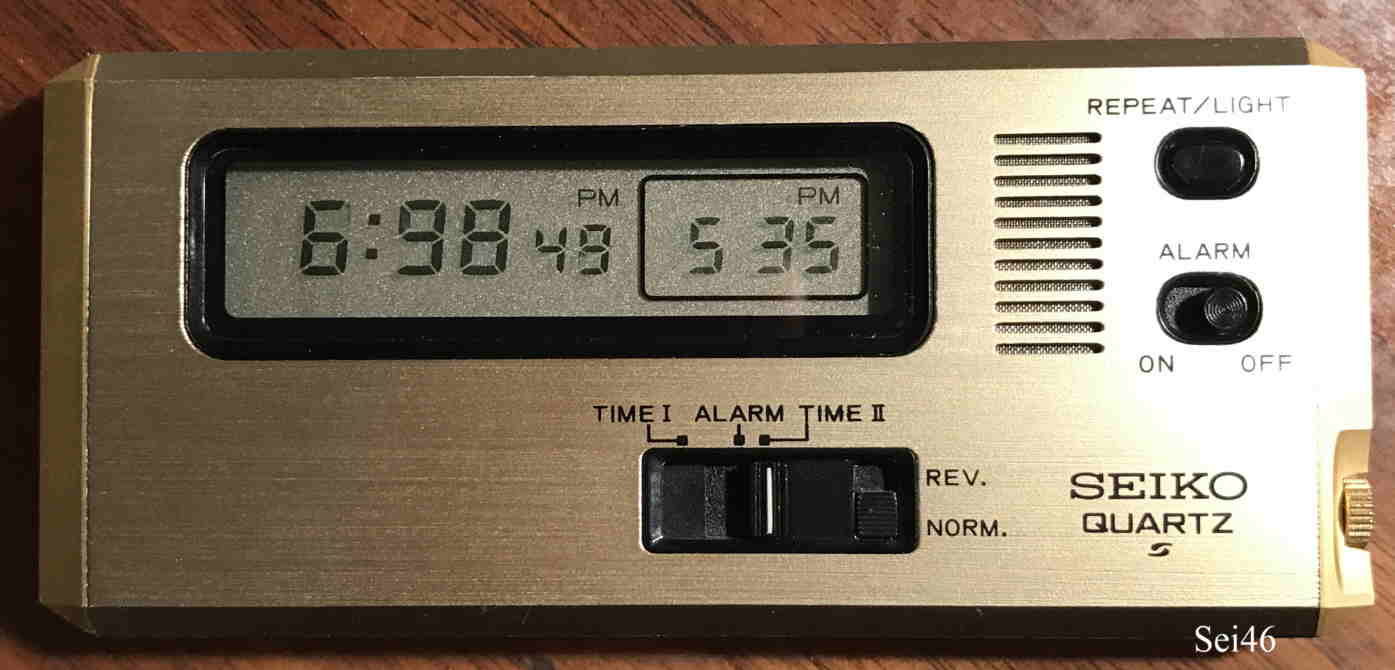 REPEAT/LIGHT
PM PM
6:98 48 5 35
ALARM
ON OFF
TIME I ALARM TIME II
REV.
NORM.
SEIKO
QUARTZ
Sei46